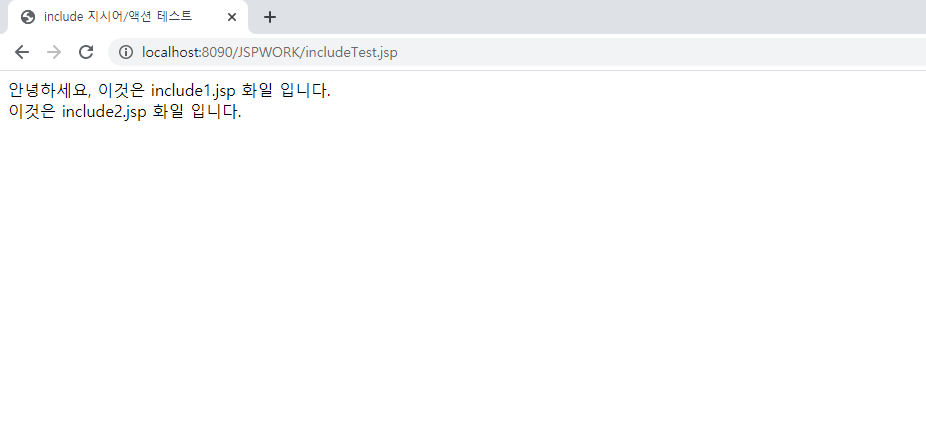 include 지시어/액션 테스트
localhost:8090/JSPWORK/includeTest.jsp
안녕하세요, 이것은 include1.jsp 화일 입니다.
이것은 include2.jsp 화일 입니다.